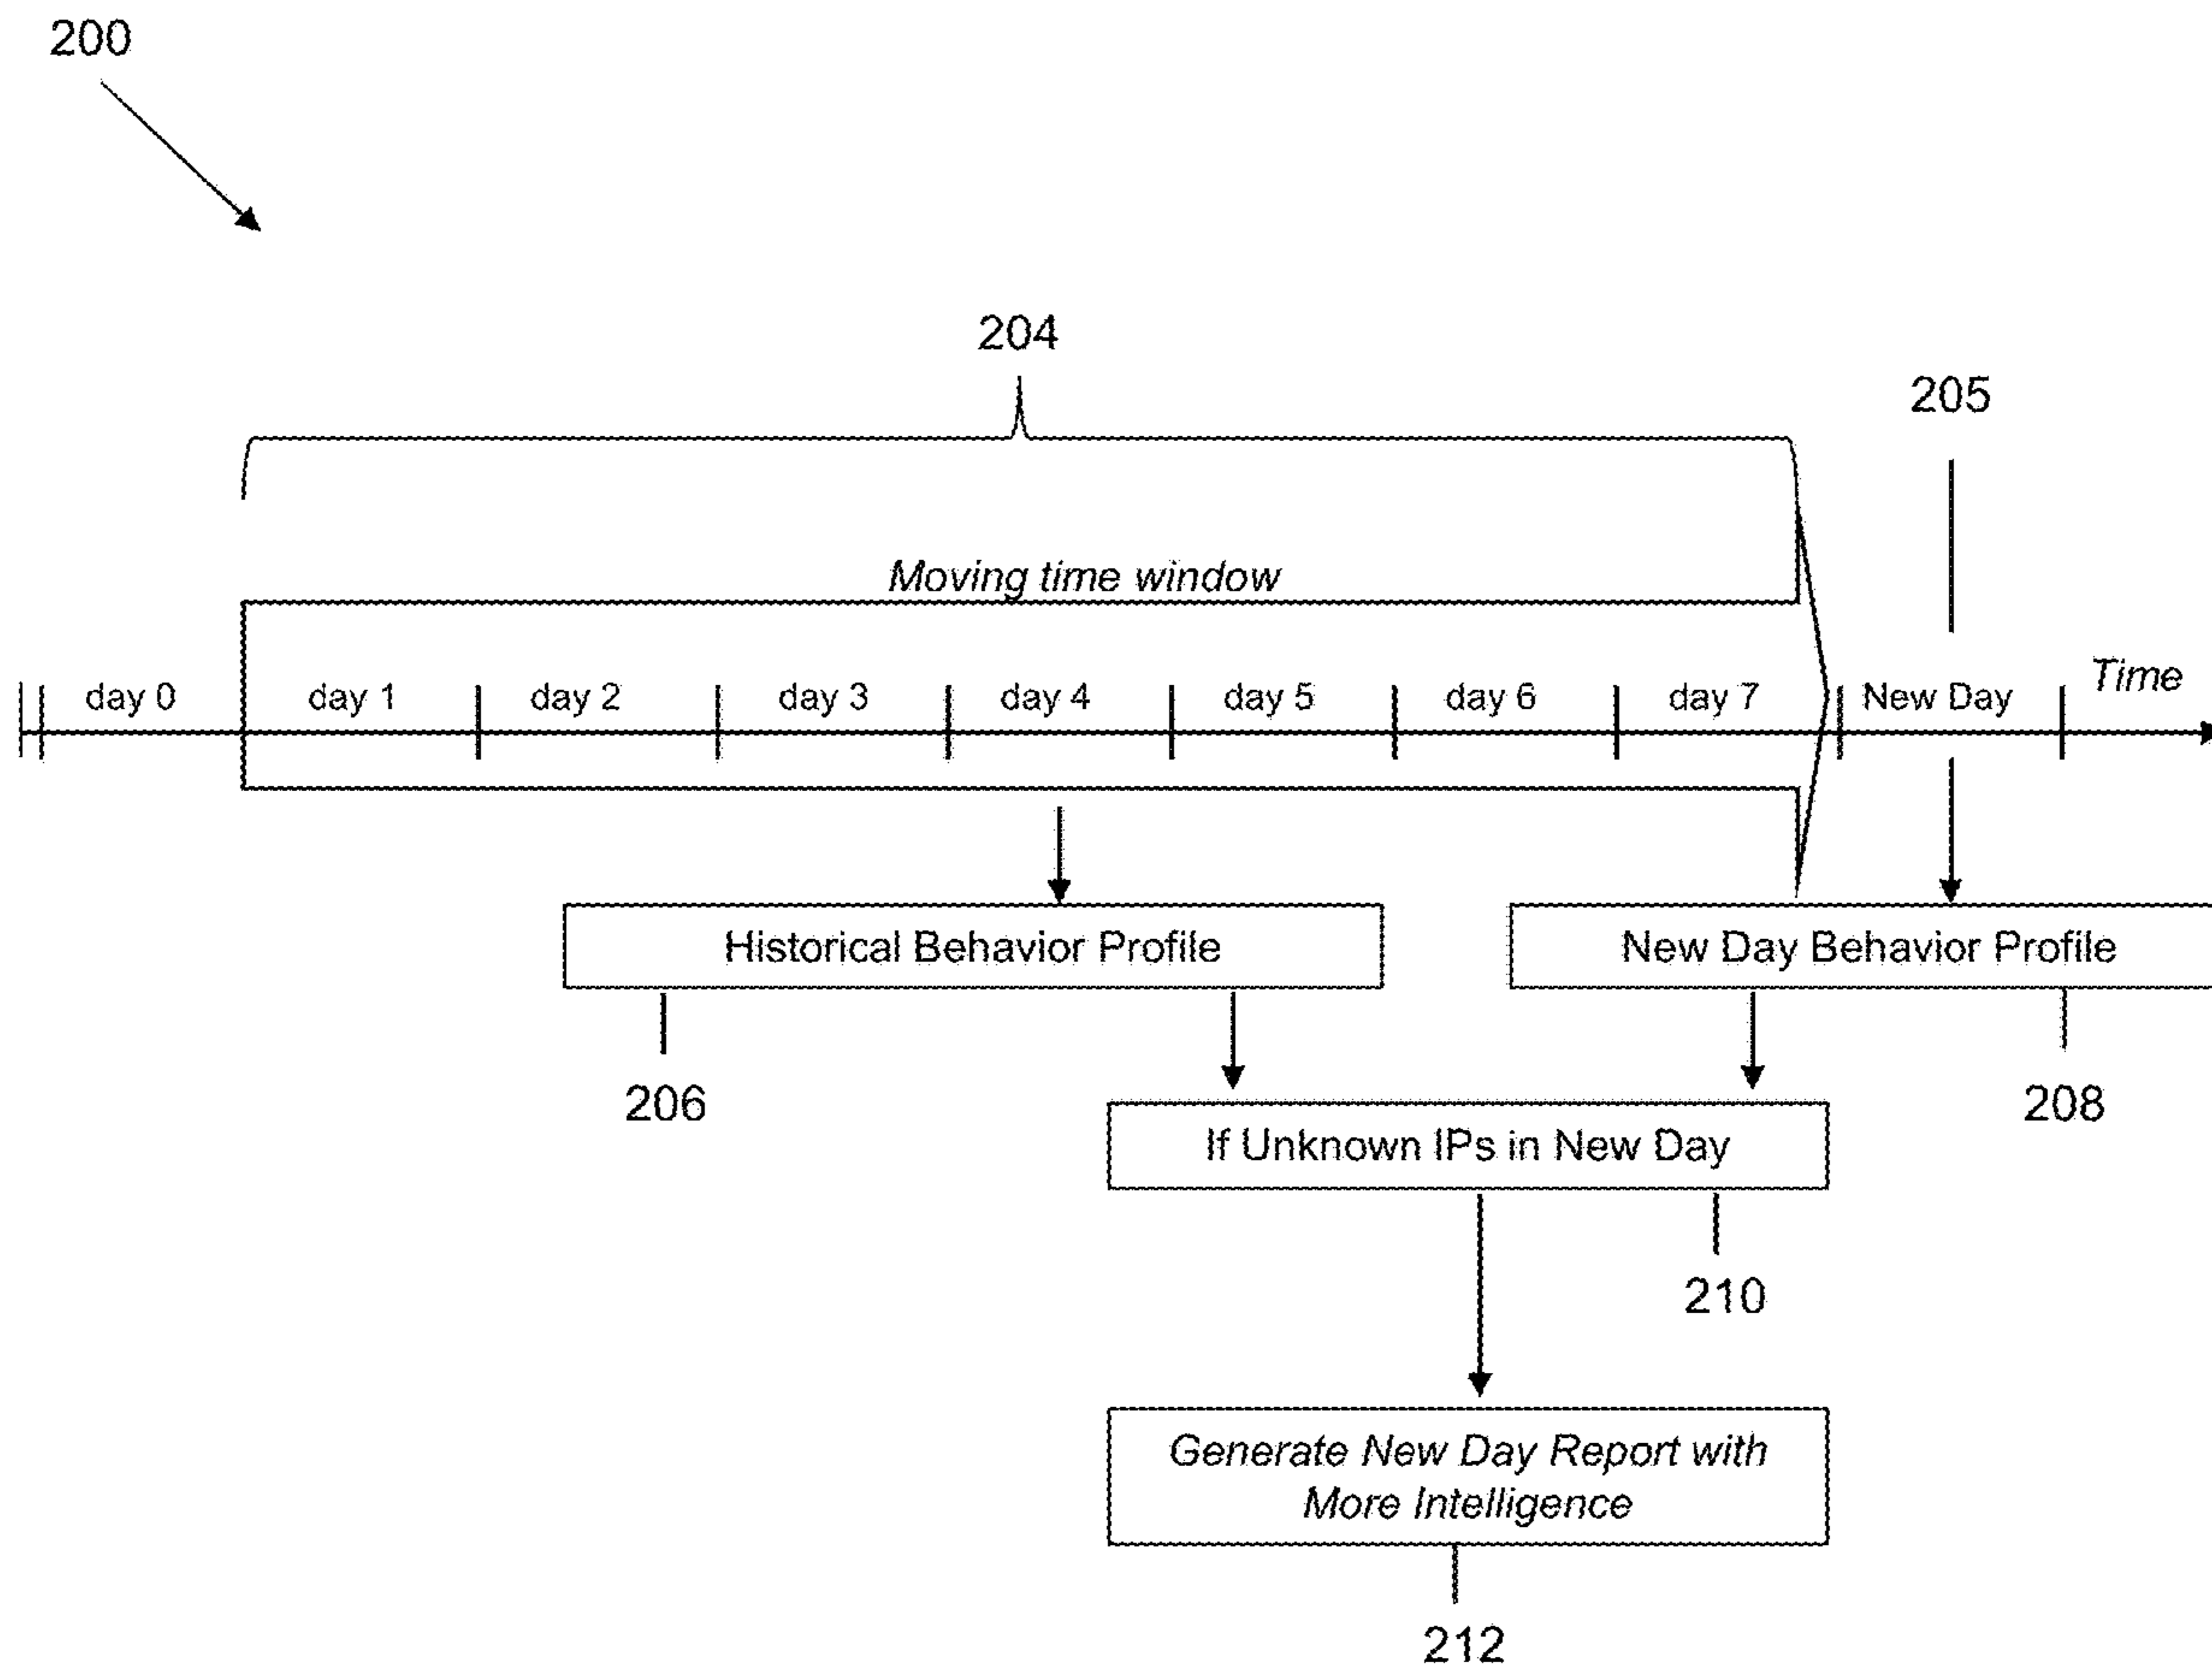 200
204
205
Moving time window
day 0 day 1 day 2 day 3 day 4 day 5 day 6 day 7 New Day Time
Historical Behavior Profile New Day Behavior Profile
206 208
If Unknown IPs in New Day
210
Generate New Day Report with
More Intelligence
212